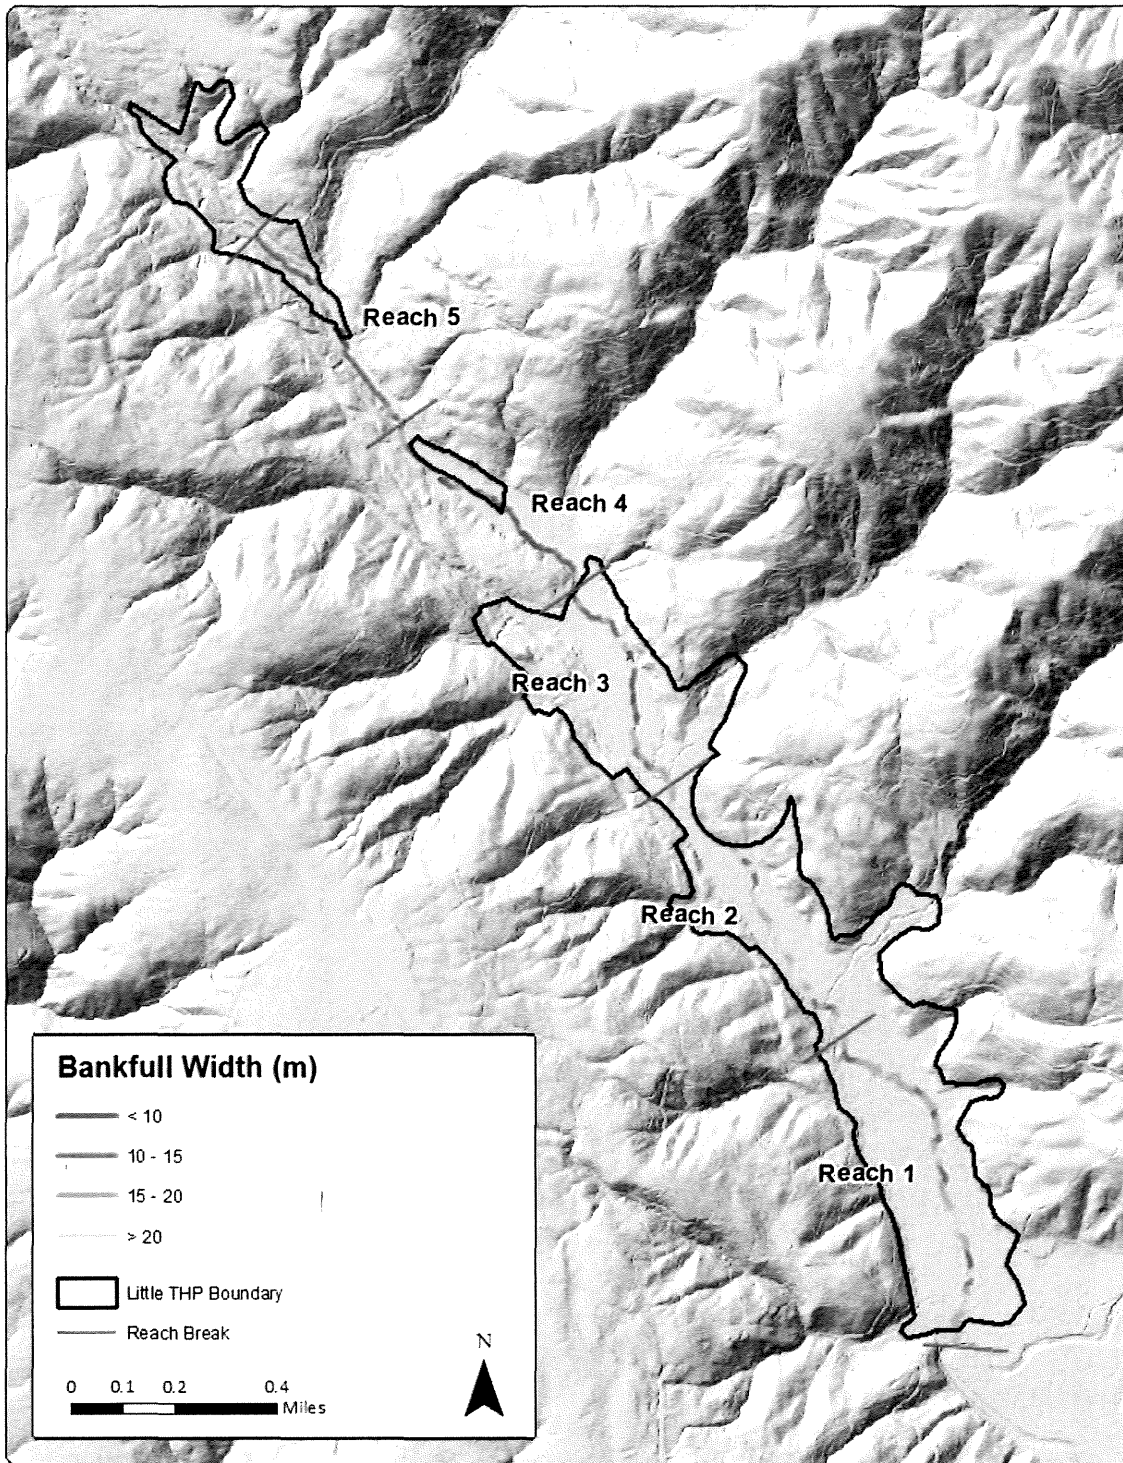 Reach 5
Reach 4
Reach 3
Reach 2
Reach 1
Bankfull Width (m)
< 10
10 - 15
15 - 20
> 20
Little THP Boundary
Reach Break
N
0 0.1 0.2 0.4
Miles